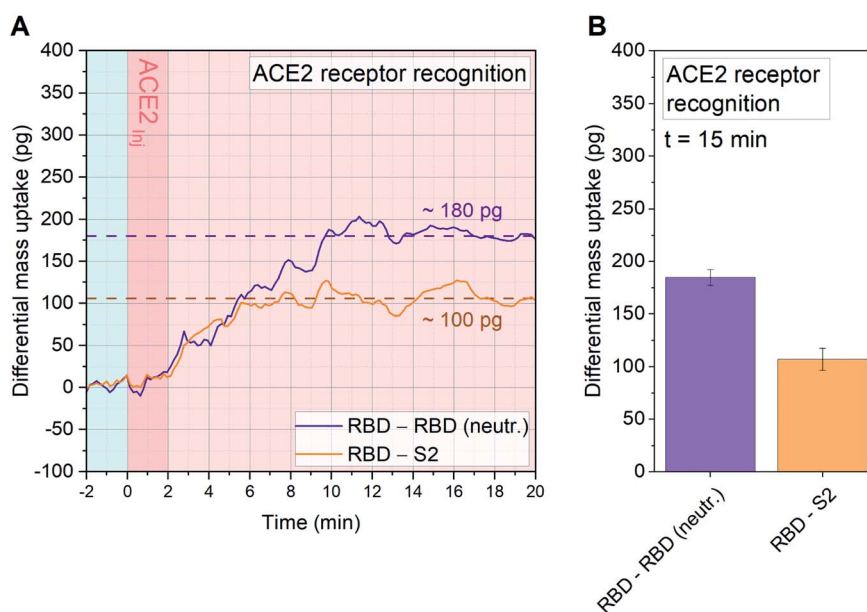 A
Differential mass uptake (pg)
400
350
300
250
200
150
100
50
0
-50
-100
-2
0
2
4
6
8
10
12
14
16
18
20
Time (min)
ACE2 Inj
ACE2 receptor recognition
~ 180 pg
~ 100 pg
RBD – RBD (neutr.)
RBD – S2
B
Differential mass uptake (pg)
400
350
300
250
200
150
100
50
0
ACE2 receptor
recognition
t = 15 min
RBD - RBD (neutr.)
RBD - S2